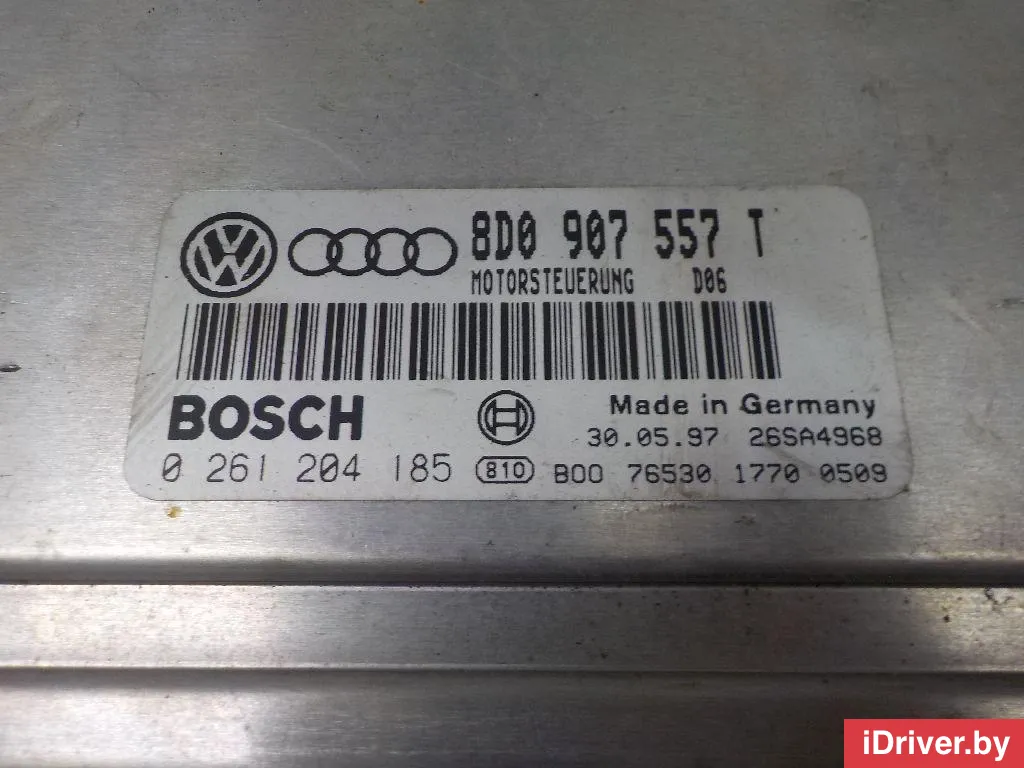 8D0 907 557 T
MOTORSTEUERUNG D06
BOSCH
Made in Germany
30.05.97 26SA4968
0 261 204 185 810 B00 76530 1770 0509
iDriver.by